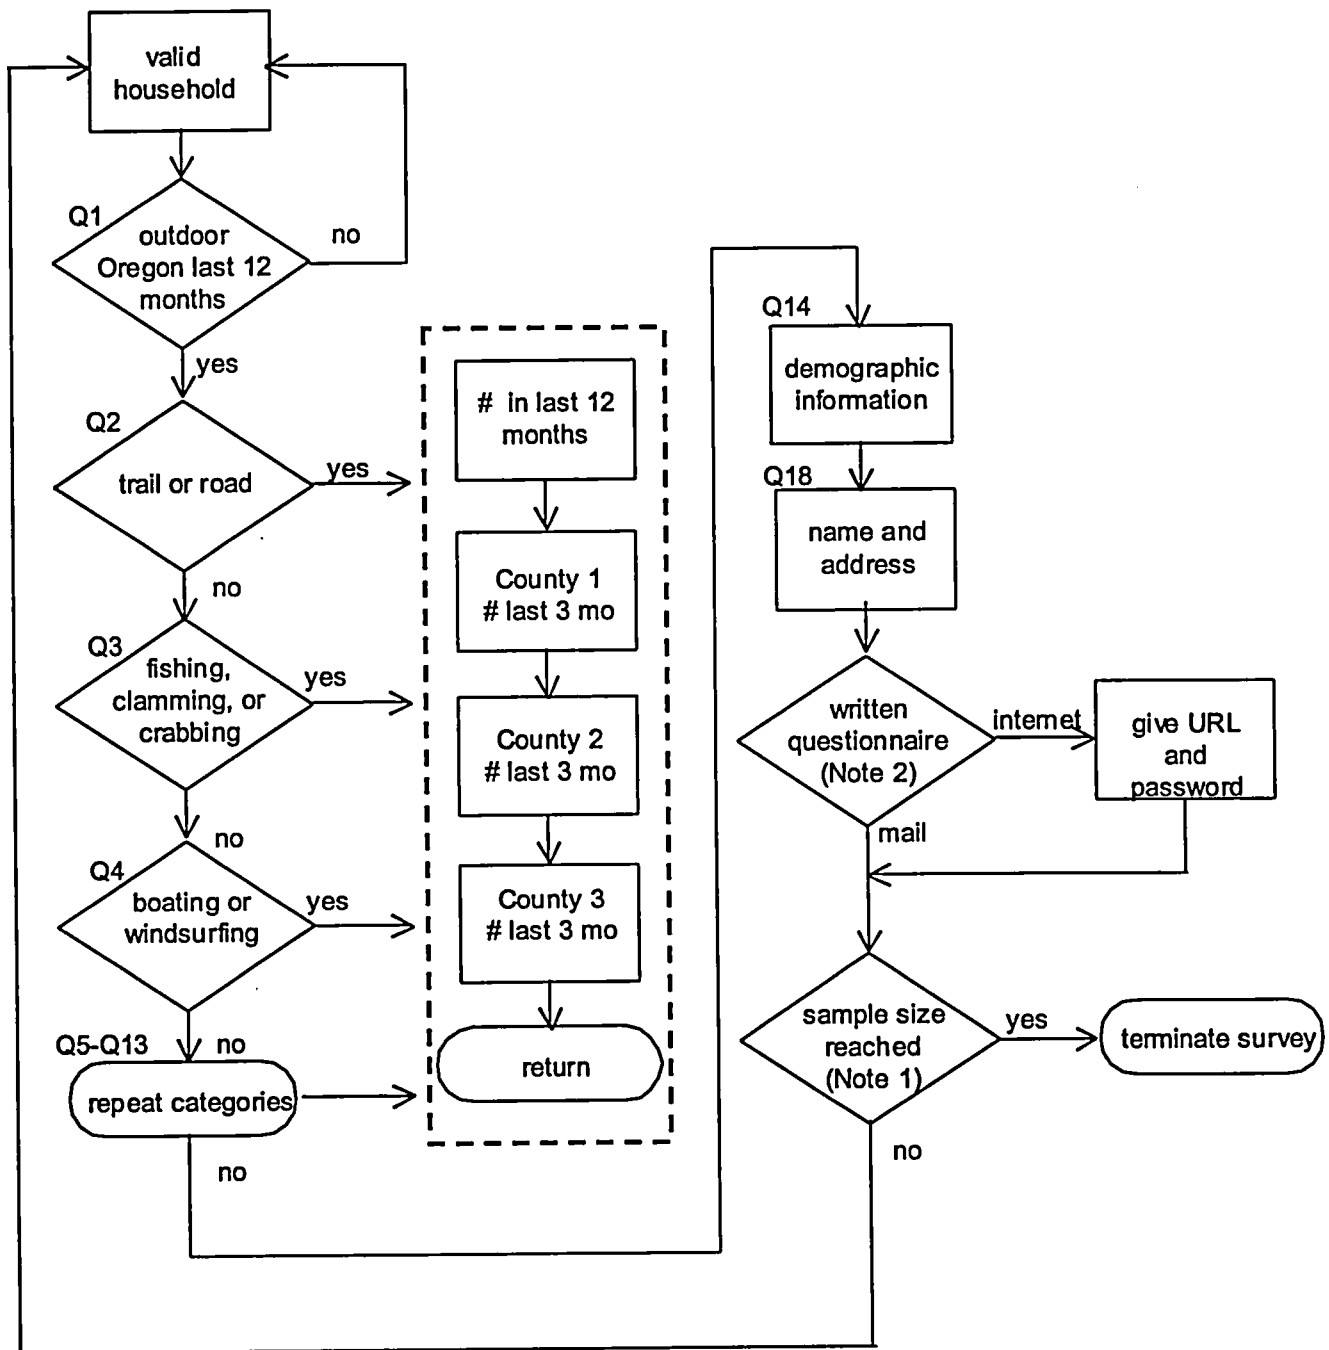 valid
household
Q1
outdoor
Oregon last 12
months
no
yes
Q2
trail or road
yes
no
Q3
fishing,
clamming, or
crabbing
yes
no
Q4
boating or
windsurfing
yes
Q5-Q13
no
repeat categories
no
# in last 12
months
County 1
# last 3 mo
County 2
# last 3 mo
County 3
# last 3 mo
return
Q14
demographic
information
Q18
name and
address
written
questionnaire
(Note 2)
internet
give URL
and
password
mail
sample size
reached
(Note 1)
yes
terminate survey
no